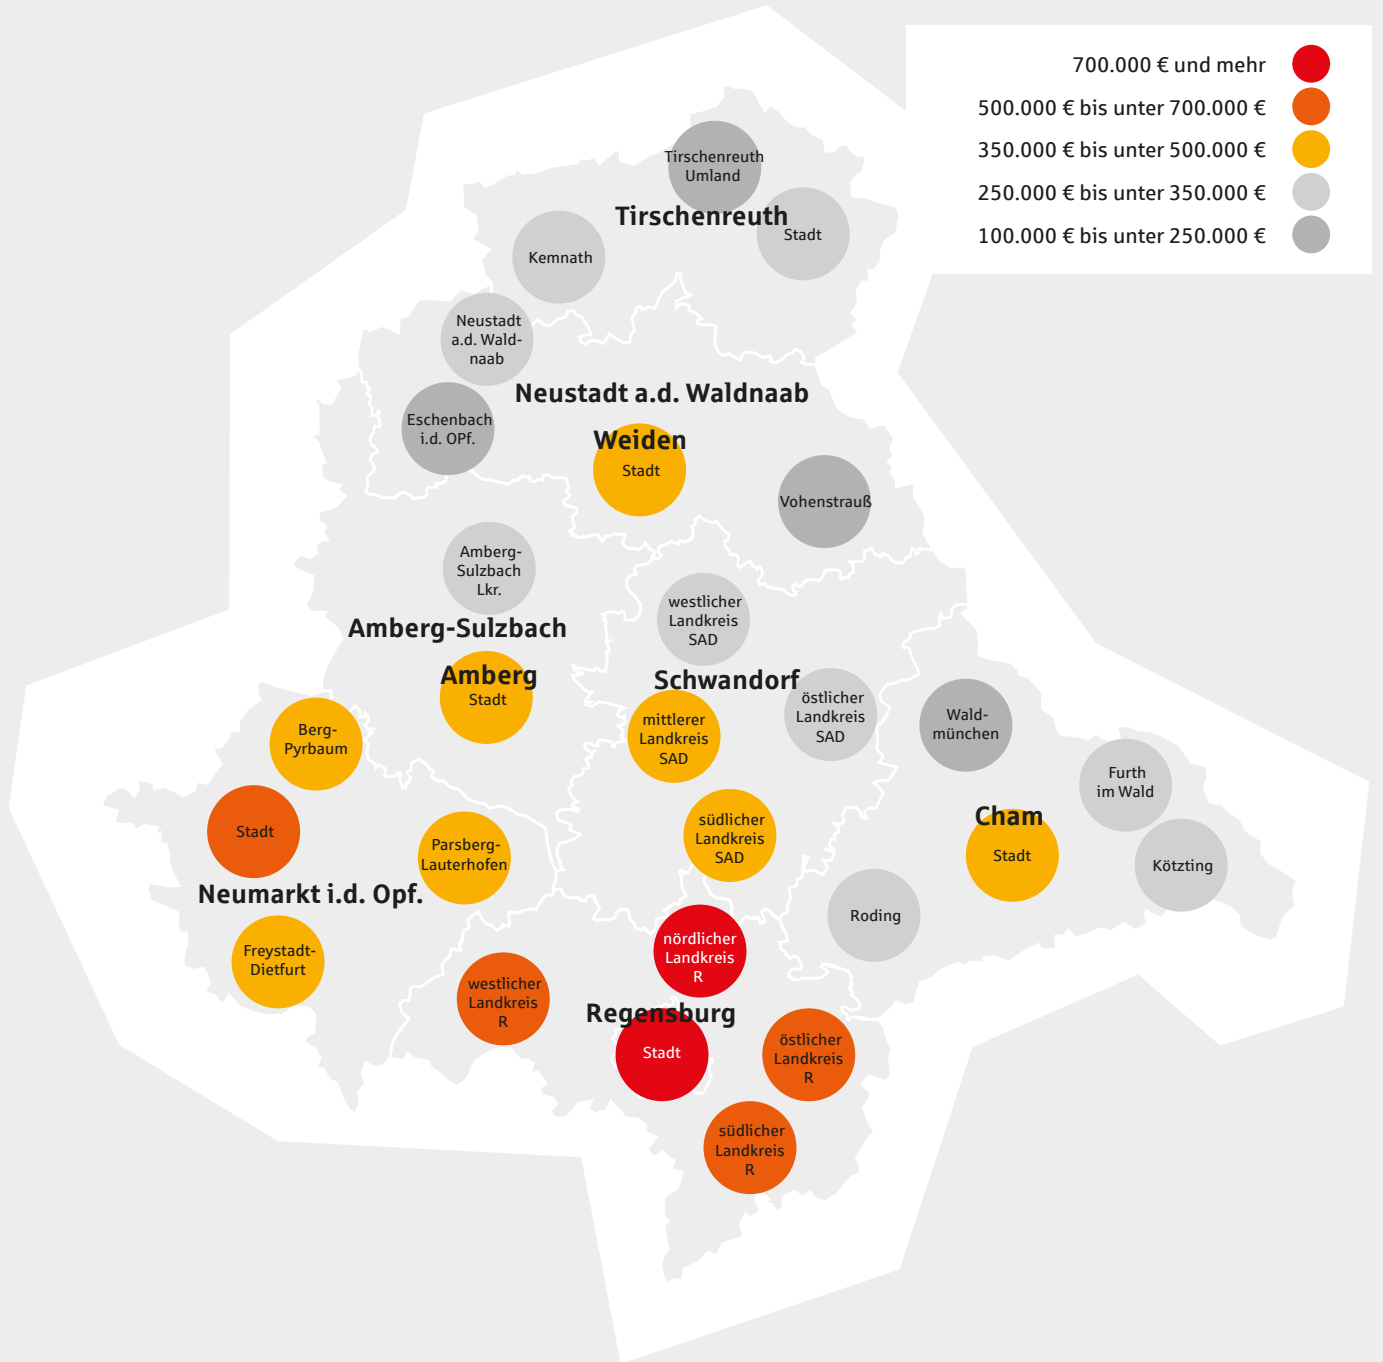 700.000 € und mehr
500.000 € bis unter 700.000 €
350.000 € bis unter 500.000 €
250.000 € bis unter 350.000 €
100.000 € bis unter 250.000 €
Tirschenreuth
Umland
Tirschenreuth
Stadt
Kemnath
Neustadt
a.d. Wald-
naab
Neustadt a.d. Waldnaab
Eschenbach
i.d. OPf.
Weiden
Stadt
Vohenstrauß
Amberg-
Sulzbach
Lkr.
Amberg-Sulzbach
Amberg
Stadt
westlicher
Landkreis
SAD
Schwandorf
östlicher
Landkreis
SAD
mittlerer
Landkreis
SAD
südlicher
Landkreis
SAD
Wald-
münchen
Furth
im Wald
Cham
Stadt
Kötzting
Roding
Berg-
Pyrbaum
Stadt
Parsberg-
Lauterhofen
Neumarkt i.d. Opf.
Freystadt-
Dietfurt
nördlicher
Landkreis
R
westlicher
Landkreis
R
Regensburg
Stadt
östlicher
Landkreis
R
südlicher
Landkreis
R